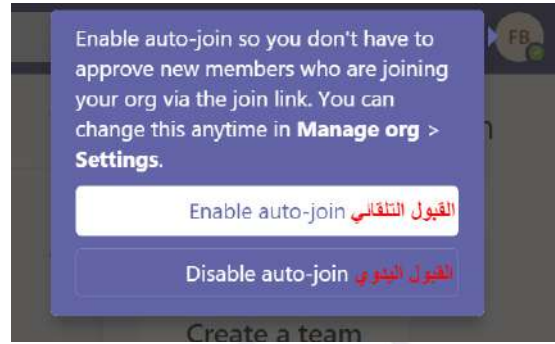 Enable auto-join so you don't have to
approve new members who are joining
your org via the join link. You can
change this anytime in Manage org >
Settings.
FB
Enable auto-join القبول التلقائي
Disable auto-join القبول اليدوي
Create a team